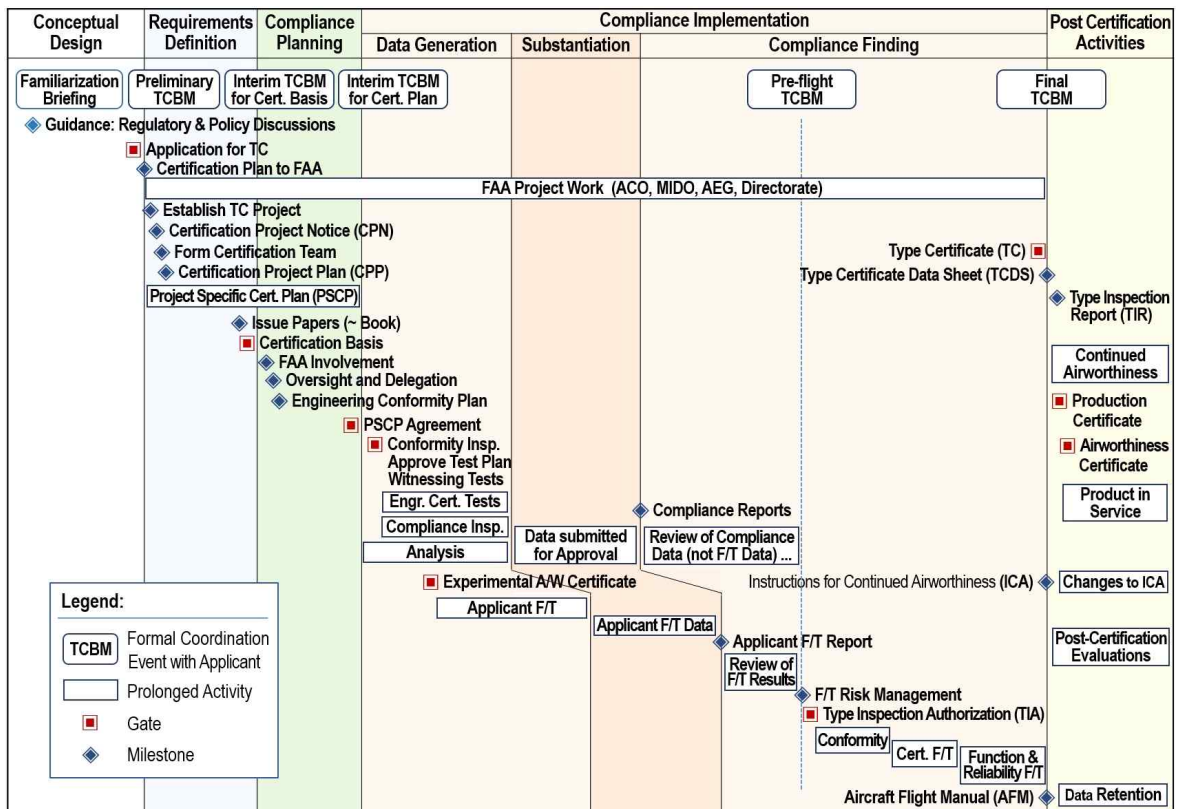 Conceptual
Design
Requirements
Definition
Compliance
Planning
Compliance Implementation
Data Generation
Substantiation
Compliance Finding
Post Certification
Activities
Familiarization
Briefing
Preliminary
TCBM
Interim TCBM
for Cert. Basis
Interim TCBM
for Cert. Plan
Pre-flight
TCBM
Final
TCBM
Guidance: Regulatory & Policy Discussions
Application for TC
Certification Plan to FAA
FAA Project Work (ACO, MIDO, AEG, Directorate)
Establish TC Project
Certification Project Notice (CPN)
Form Certification Team
Certification Project Plan (CPP)
Type Certificate (TC)
Type Certificate Data Sheet (TCDS)
Project Specific Cert. Plan (PSCP)
Type Inspection
Report (TIR)
Issue Papers (~ Book)
Certification Basis
FAA Involvement
Oversight and Delegation
Engineering Conformity Plan
Continued
Airworthiness
Production
Certificate
PSCP Agreement
Conformity Insp.
Approve Test Plan
Witnessing Tests
Airworthiness
Certificate
Engr. Cert. Tests
Compliance Insp.
Analysis
Compliance Reports
Data submitted
for Approval
Review of Compliance
Data (not F/T Data) ...
Product in
Service
Experimental A/W Certificate
Instructions for Continued Airworthiness (ICA)
Changes to ICA
Applicant F/T
Applicant F/T Data
Applicant F/T Report
Review of
F/T Results
Post-Certification
Evaluations
F/T Risk Management
Type Inspection Authorization (TIA)
Conformity
Cert. F/T
Function &
Reliability F/T
Aircraft Flight Manual (AFM)
Data Retention
Legend:
TCBM
Formal Coordination
Event with Applicant
Prolonged Activity
Gate
Milestone